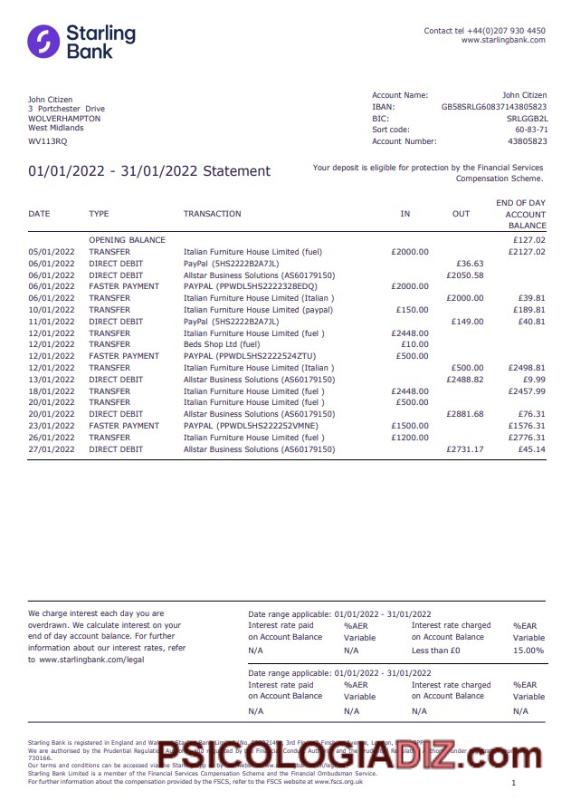 Starling
Bank
Contact tel +44(0)207 930 4450
www.starlingbank.com
John Citizen
3 Portchester Drive
WOLVERHAMPTON
West Midlands
WV113RQ
Account Name: John Citizen
IBAN: GB58SRLG60837143805823
BIC: SRLGGB2L
Sort code: 60-83-71
Account Number: 43805823
01/01/2022 - 31/01/2022 Statement
Your deposit is eligible for protection by the Financial Services
Compensation Scheme.
DATE TYPE TRANSACTION IN OUT END OF DAY
ACCOUNT
BALANCE
OPENING BALANCE £127.02
05/01/2022 TRANSFER Italian Furniture House Limited (fuel) £2000.00 £2127.02
06/01/2022 DIRECT DEBIT PayPal (5HS2222B2A7JL) £36.63
06/01/2022 DIRECT DEBIT Allstar Business Solutions (AS60179150) £2050.58
06/01/2022 FASTER PAYMENT PAYPAL (PPWDL5HS2222328EDQ) £2000.00
06/01/2022 TRANSFER Italian Furniture House Limited (Italian ) £2000.00 £39.81
10/01/2022 TRANSFER Italian Furniture House Limited (paypal) £150.00 £189.81
11/01/2022 DIRECT DEBIT PayPal (5HS2222B2A7JL) £149.00 £40.81
12/01/2022 TRANSFER Italian Furniture House Limited (fuel ) £2448.00
12/01/2022 TRANSFER Beds Shop Ltd (fuel) £10.00
12/01/2022 FASTER PAYMENT PAYPAL (PPWDL5HS2222524ZTU) £500.00
12/01/2022 TRANSFER Italian Furniture House Limited (Italian ) £500.00 £2498.81
13/01/2022 DIRECT DEBIT Allstar Business Solutions (AS60179150) £2488.82 £9.99
18/01/2022 TRANSFER Italian Furniture House Limited (fuel ) £2448.00 £2457.99
20/01/2022 TRANSFER Italian Furniture House Limited (fuel ) £500.00
20/01/2022 DIRECT DEBIT Allstar Business Solutions (AS60179150) £2881.68 £76.31
23/01/2022 FASTER PAYMENT PAYPAL (PPWDL5HS222252VMNE) £1500.00 £1576.31
26/01/2022 TRANSFER Italian Furniture House Limited (fuel ) £1200.00 £2776.31
27/01/2022 DIRECT DEBIT Allstar Business Solutions (AS60179150) £2731.17 £45.14
We charge interest each day you are
overdrawn. We calculate interest on your
end of day account balance. For further
information about our interest rates, refer
to www.starlingbank.com/legal
Date range applicable: 01/01/2022 - 31/01/2022
Interest rate paid %AER Interest rate charged %EAR
on Account Balance Variable on Account Balance Variable
N/A N/A Less than £0 15.00%
Date range applicable: 01/01/2022 - 31/01/2022
Interest rate paid %AER Interest rate charged %EAR
on Account Balance Variable on Account Balance Variable
N/A N/A N/A N/A
Starling Bank is registered in England and
We are authorised by the Prudential
730166.
Our terms and conditions can be accessed via
Starling Bank Limited is a member of the Financial Services Compensation Scheme and the Financial Ombudsman Service.
For further information about the compensation provided by the FSCS, refer to the FSCS website at www.fscs.org.uk
FSICOLOGIADIZ.com
1